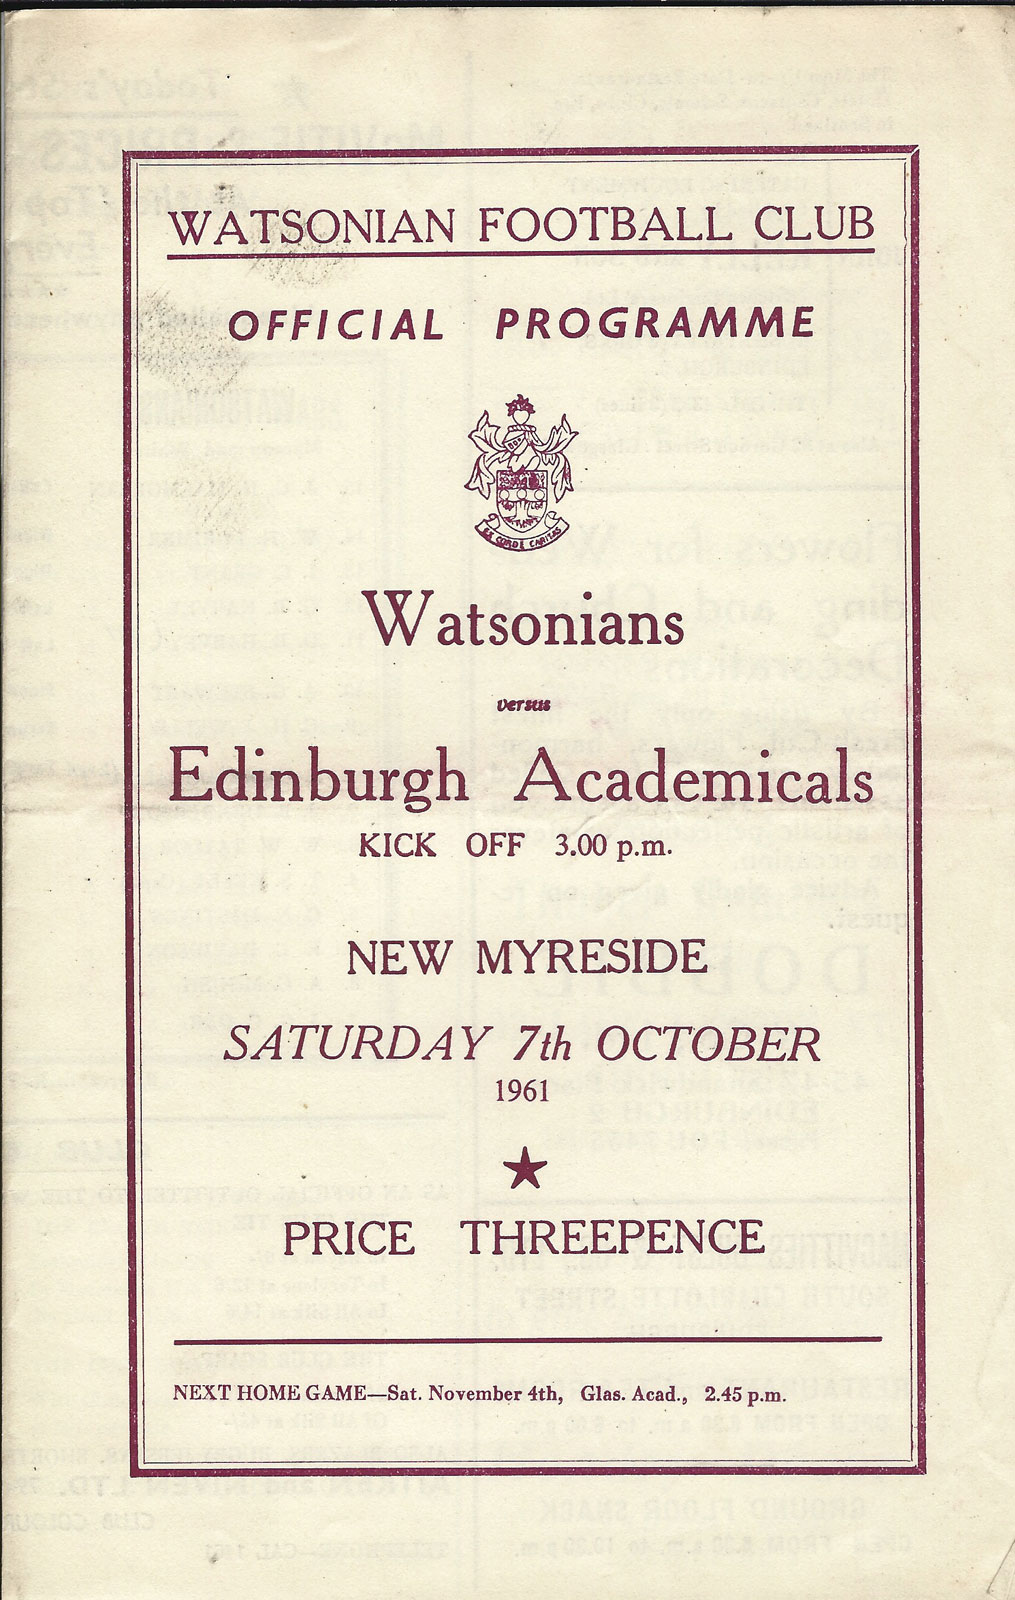 WATSONIAN FOOTBALL CLUB
OFFICIAL PROGRAMME
EX CORDE CARITAS
Watsonians
versus
Edinburgh Academicals
KICK OFF 3.00 p.m.
NEW MYRESIDE
SATURDAY 7th OCTOBER
1961
PRICE THREEPENCE
NEXT HOME GAME—Sat. November 4th, Glas. Acad., 2.45 p.m.